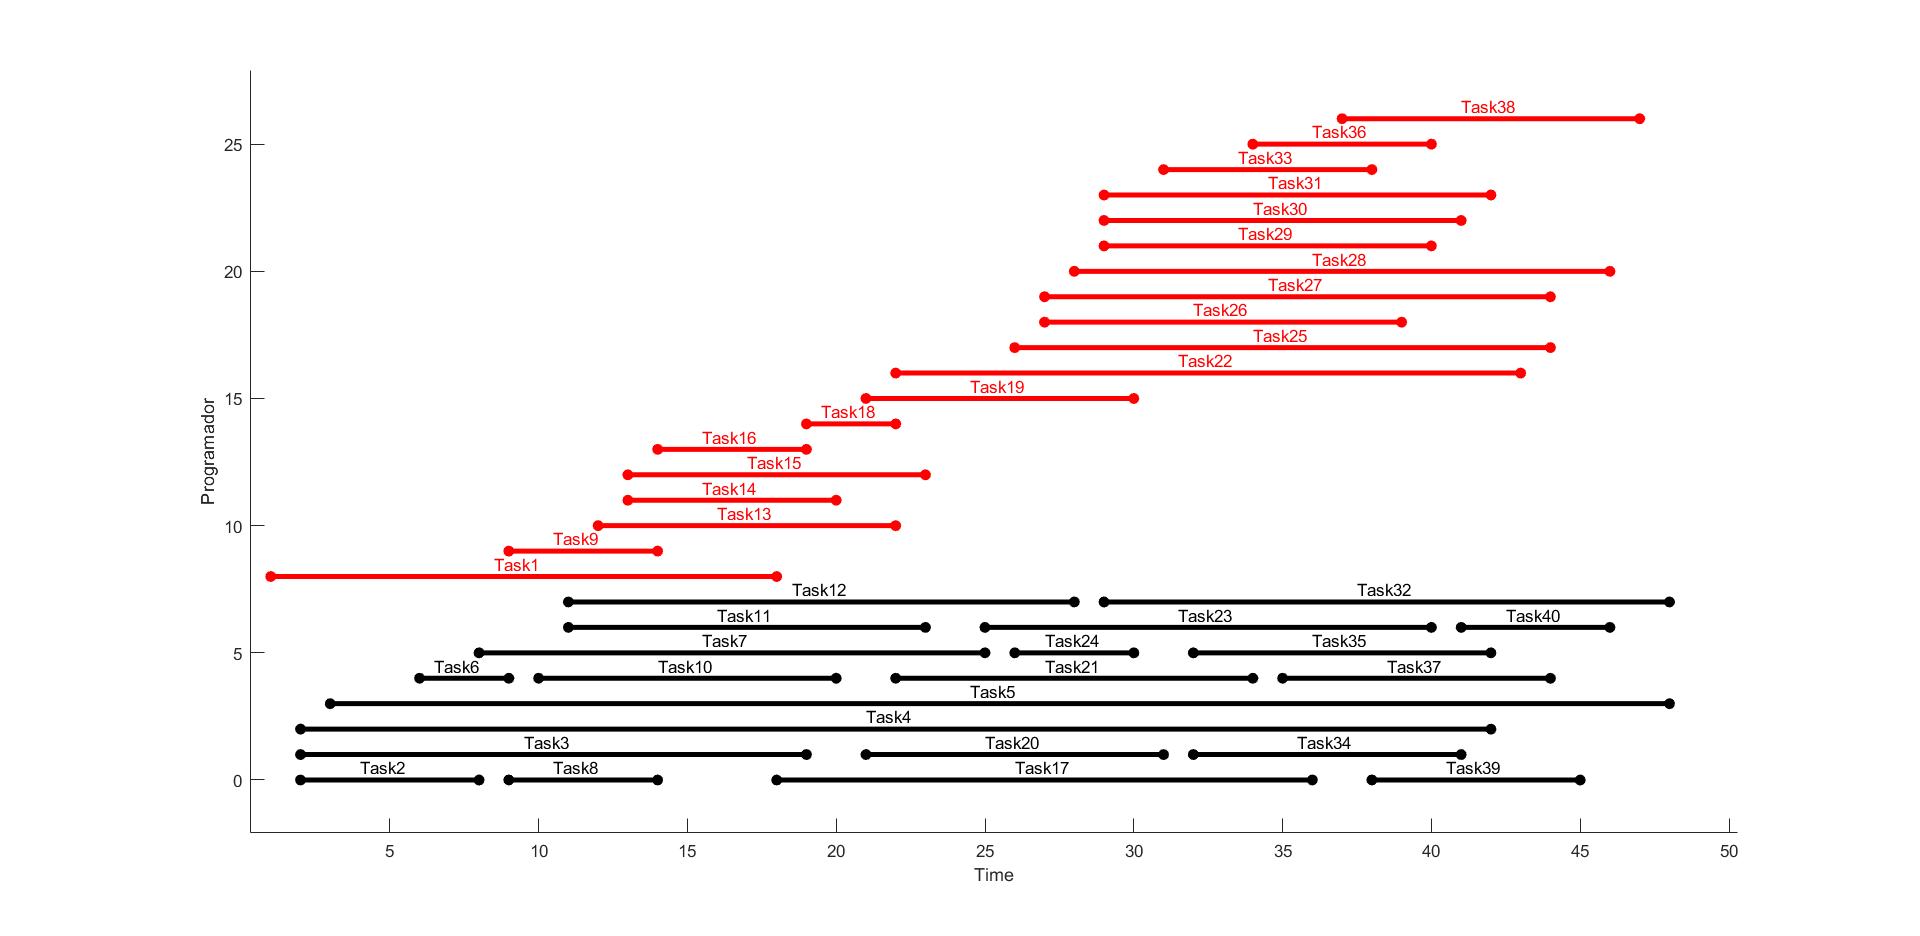 Task38
Task36
25
Task33
Task31
Task30
Task29
20 Task28
Task27
Task26
Task25
Task22
15 Task19
Task18
Task16
Task15
Task14
Task13
10
Task9
Task1
Task12 Task32
Task11 Task23 Task40
5 Task7 Task24 Task35
Task6 Task10 Task21 Task37
Task5
Task4
Task3 Task20 Task34
0 Task2 Task8 Task17 Task39
Programador
5 10 15 20 25 30 35 40 45 50
Time